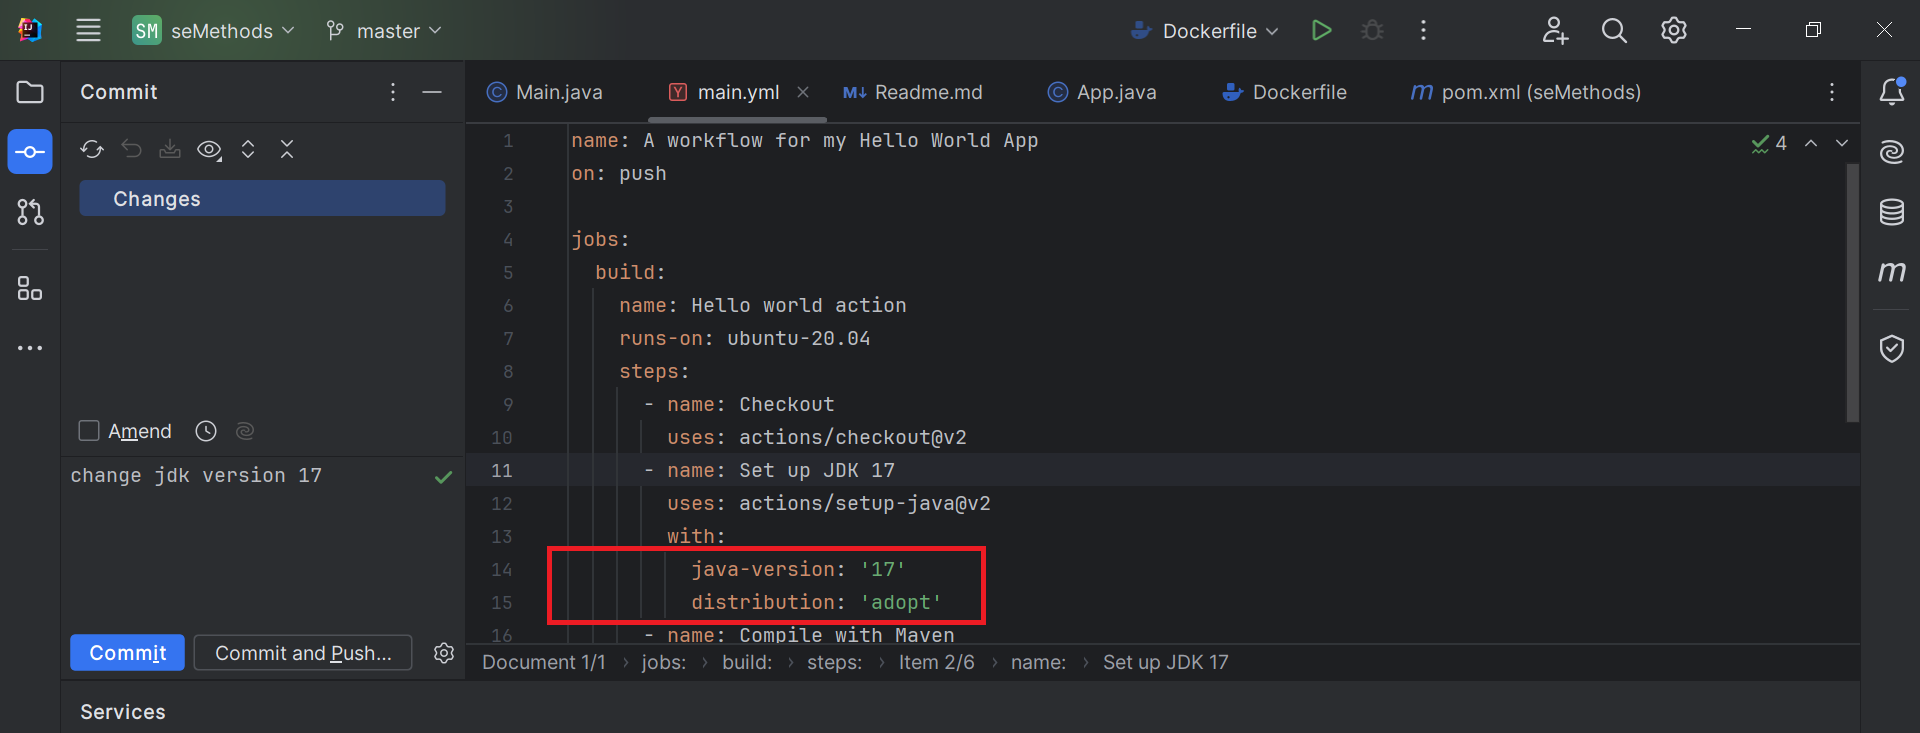 SM seMethods master Dockerfile
Commit
Main.java main.yml Readme.md App.java Dockerfile pom.xml (seMethods)
Changes
Amend
change jdk version 17
Commit Commit and Push...
4
1 name: A workflow for my Hello World App
2 on: push
3
4 jobs:
5 build:
6 name: Hello world action
7 runs-on: ubuntu-20.04
8 steps:
9 - name: Checkout
10 uses: actions/checkout@v2
11 - name: Set up JDK 17
12 uses: actions/setup-java@v2
13 with:
14 java-version: '17'
15 distribution: 'adopt'
16 - name: Compile with Maven
Document 1/1 › jobs: › build: › steps: › Item 2/6 › name: › Set up JDK 17
Services